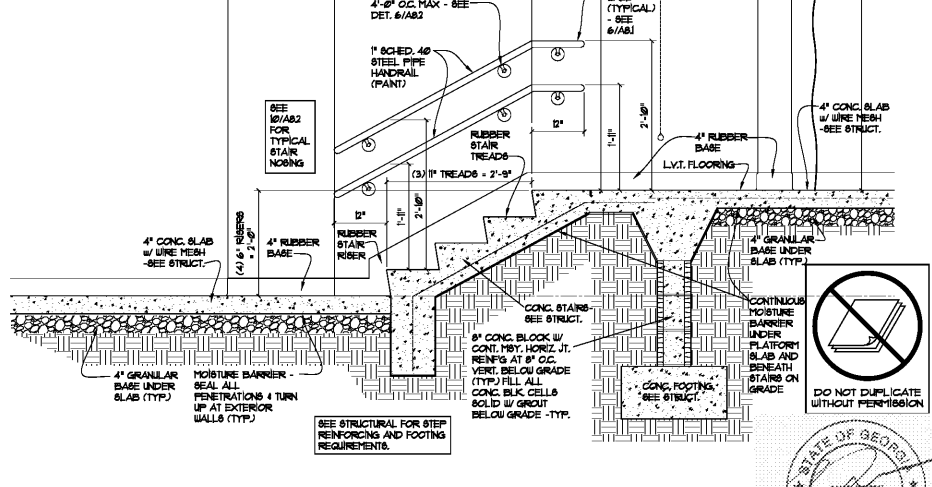 4'-0" O.C. MAX - SEE
DET. 6/A8.2
(TYPICAL)
- SEE
6/A8.1
1" SCHED. 40
STEEL PIPE
HANDRAIL
(PAINT)
SEE
10/A8.2
FOR
TYPICAL
STAIR
NOSING
RUBBER
STAIR
TREADS
12"
1'-11"
2'-10"
4" CONC. SLAB
W/ WIRE MESH
-SEE STRUCT.
4" RUBBER
BASE
L.V.T. FLOORING
(3) 11" TREADS = 2'-9"
12"
1'-11"
2'-10"
(4) 6" RISERS
= 2'-0"
4" CONC. SLAB
W/ WIRE MESH
-SEE STRUCT.
4" RUBBER
BASE
RUBBER
STAIR
RISER
4" GRANULAR
BASE UNDER
SLAB (TYP.)
CONC. STAIRS-
SEE STRUCT.
CONTINUOUS
MOISTURE
BARRIER
UNDER
PLATFORM
SLAB AND
BENEATH
STAIRS ON
GRADE
8" CONC. BLOCK W/
CONT. MSY. HORIZ. JT.
REINF'G AT 8" O.C.
VERT. BELOW GRADE
(TYP.) FILL ALL
CONC. BLK. CELLS
SOLID W/ GROUT
BELOW GRADE -TYP.
4" GRANULAR
BASE UNDER
SLAB (TYP.)
MOISTURE BARRIER -
SEAL ALL
PENETRATIONS & TURN
UP AT EXTERIOR
WALLS (TYP.)
CONC. FOOTING,
SEE STRUCT.
DO NOT DUPLICATE
WITHOUT PERMISSION
SEE STRUCTURAL FOR STEP
REINFORCING AND FOOTING
REQUIREMENTS.
STATE OF GEORGIA